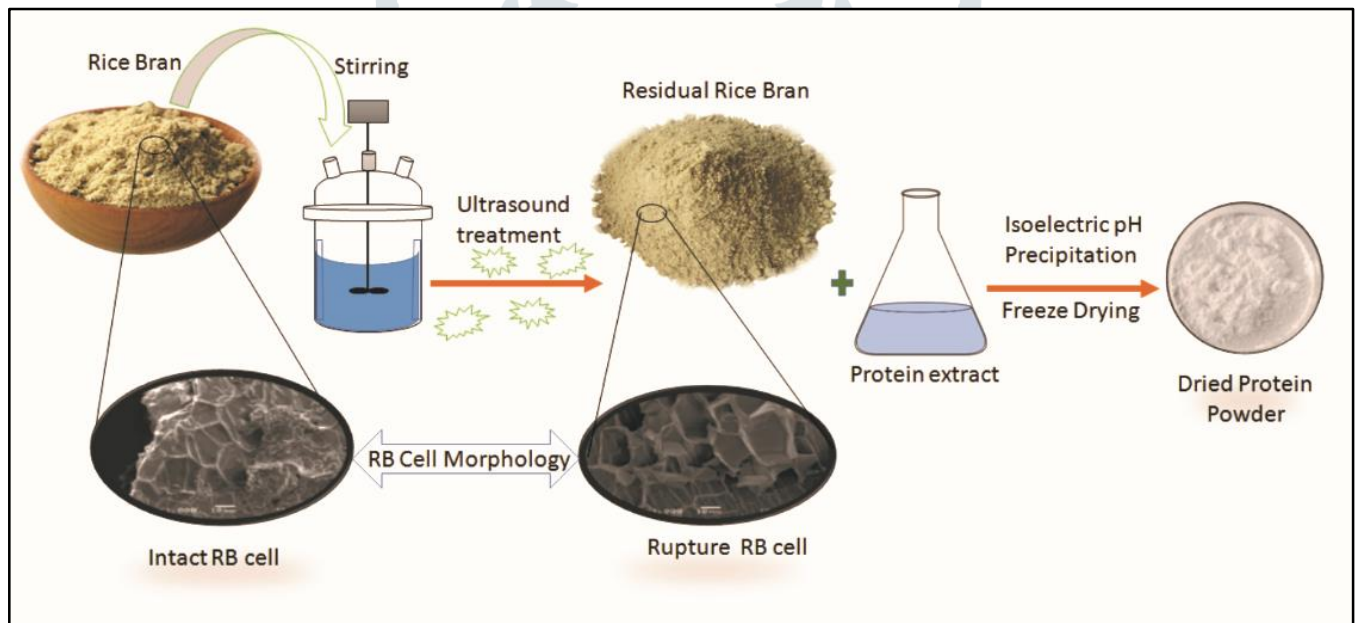 Rice Bran
Stirring
Residual Rice Bran
Ultrasound
treatment
Isoelectric pH
Precipitation
Freeze Drying
Protein extract
Dried Protein
Powder
RB Cell Morphology
Intact RB cell
Rupture RB cell